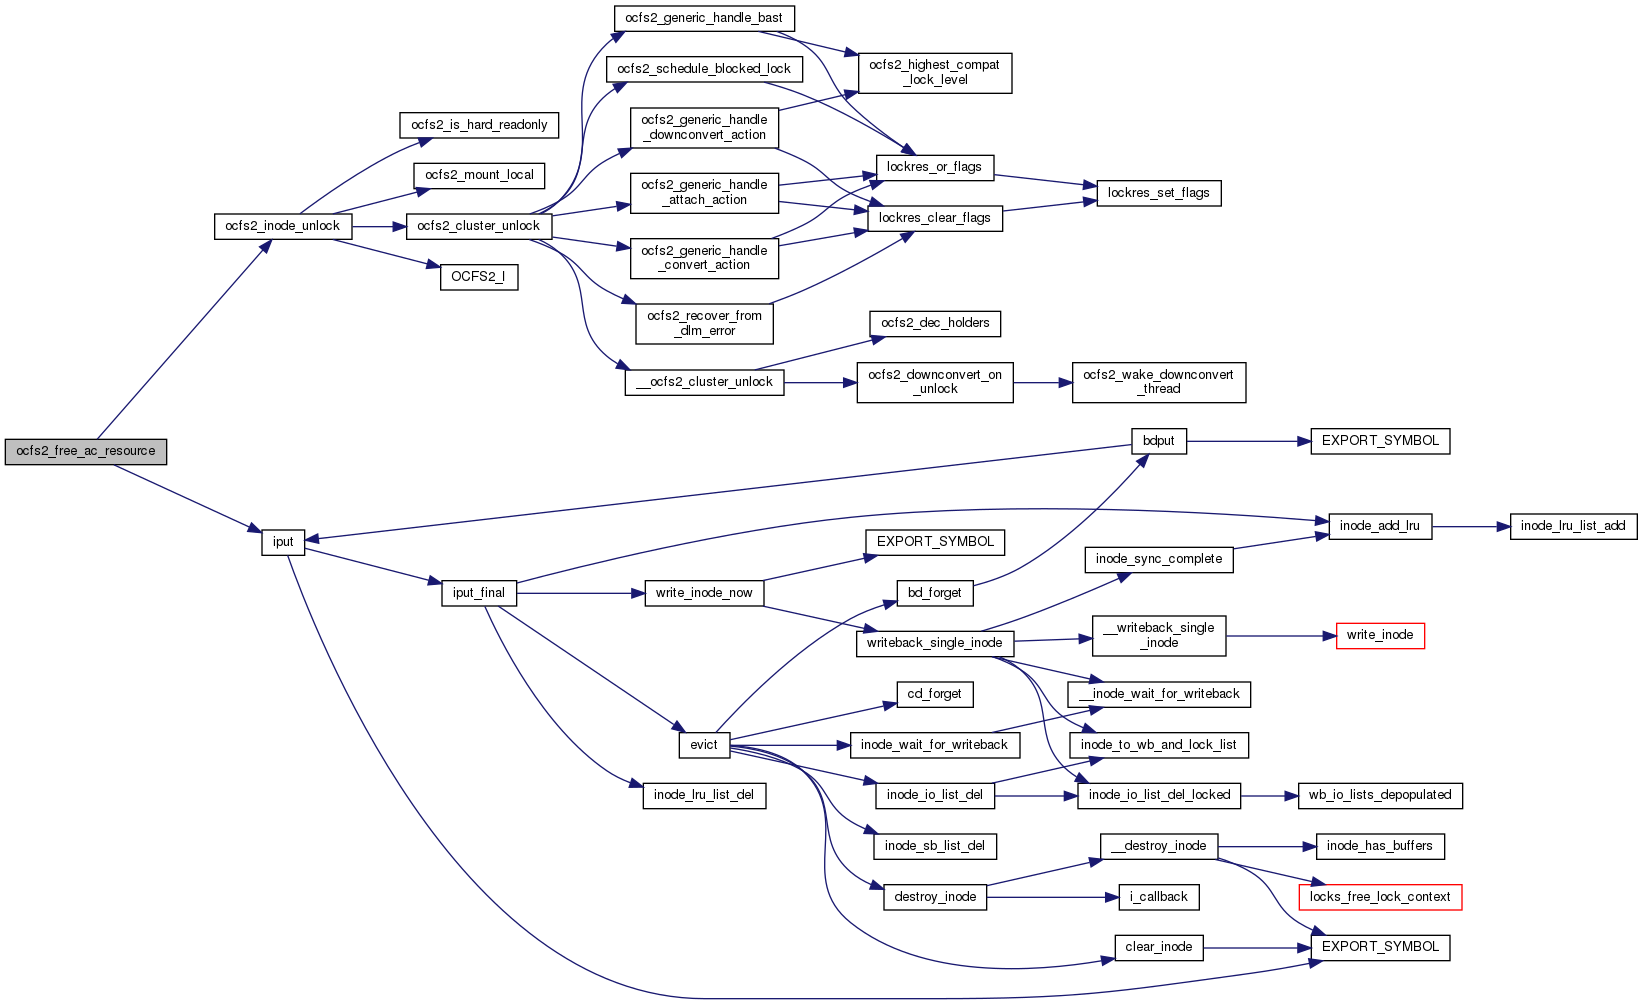 ocfs2_generic_handle_bast
ocfs2_highest_compat
_lock_level
ocfs2_schedule_blocked_lock
ocfs2_is_hard_readonly
ocfs2_generic_handle
_downconvert_action
ocfs2_mount_local
lockres_or_flags
ocfs2_generic_handle
_attach_action
lockres_set_flags
ocfs2_inode_unlock
ocfs2_cluster_unlock
lockres_clear_flags
OCFS2_I
ocfs2_generic_handle
_convert_action
ocfs2_recover_from
_dlm_error
ocfs2_dec_holders
__ocfs2_cluster_unlock
ocfs2_downconvert_on
_unlock
ocfs2_wake_downconvert
_thread
ocfs2_free_ac_resource
bdput
EXPORT_SYMBOL
iput
EXPORT_SYMBOL
inode_add_lru
inode_lru_list_add
inode_sync_complete
iput_final
write_inode_now
bd_forget
writeback_single_inode
__writeback_single
_inode
write_inode
cd_forget
__inode_wait_for_writeback
evict
inode_wait_for_writeback
inode_to_wb_and_lock_list
inode_lru_list_del
inode_io_list_del
inode_io_list_del_locked
wb_io_lists_depopulated
inode_sb_list_del
__destroy_inode
inode_has_buffers
destroy_inode
i_callback
locks_free_lock_context
clear_inode
EXPORT_SYMBOL